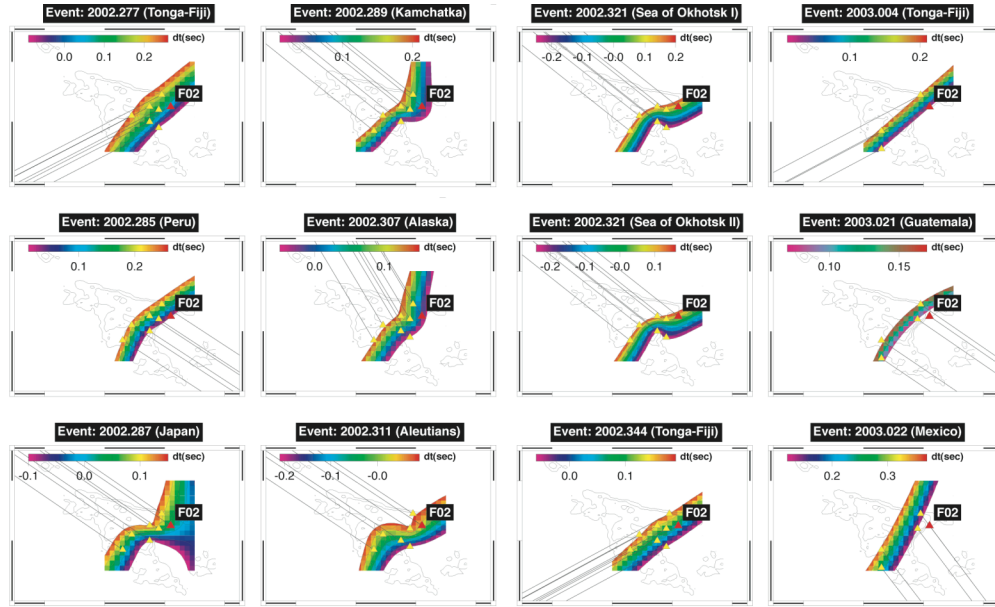 Event: 2002.277 (Tonga-Fiji)
dt(sec)
0.0 0.1 0.2
F02
Event: 2002.289 (Kamchatka)
dt(sec)
0.1 0.2
F02
Event: 2002.321 (Sea of Okhotsk I)
dt(sec)
-0.2 -0.1 -0.0 0.1 0.2
F02
Event: 2003.004 (Tonga-Fiji)
dt(sec)
0.1 0.2
F02
Event: 2002.285 (Peru)
dt(sec)
0.1 0.2
F02
Event: 2002.307 (Alaska)
dt(sec)
0.0 0.1
F02
Event: 2002.321 (Sea of Okhotsk II)
dt(sec)
-0.2 -0.1 -0.0 0.1
F02
Event: 2003.021 (Guatemala)
dt(sec)
0.10 0.15
F02
Event: 2002.287 (Japan)
dt(sec)
-0.1 0.0 0.1
F02
Event: 2002.311 (Aleutians)
dt(sec)
-0.2 -0.1 -0.0
F02
Event: 2002.344 (Tonga-Fiji)
dt(sec)
0.0 0.1
F02
Event: 2003.022 (Mexico)
dt(sec)
0.2 0.3
F02